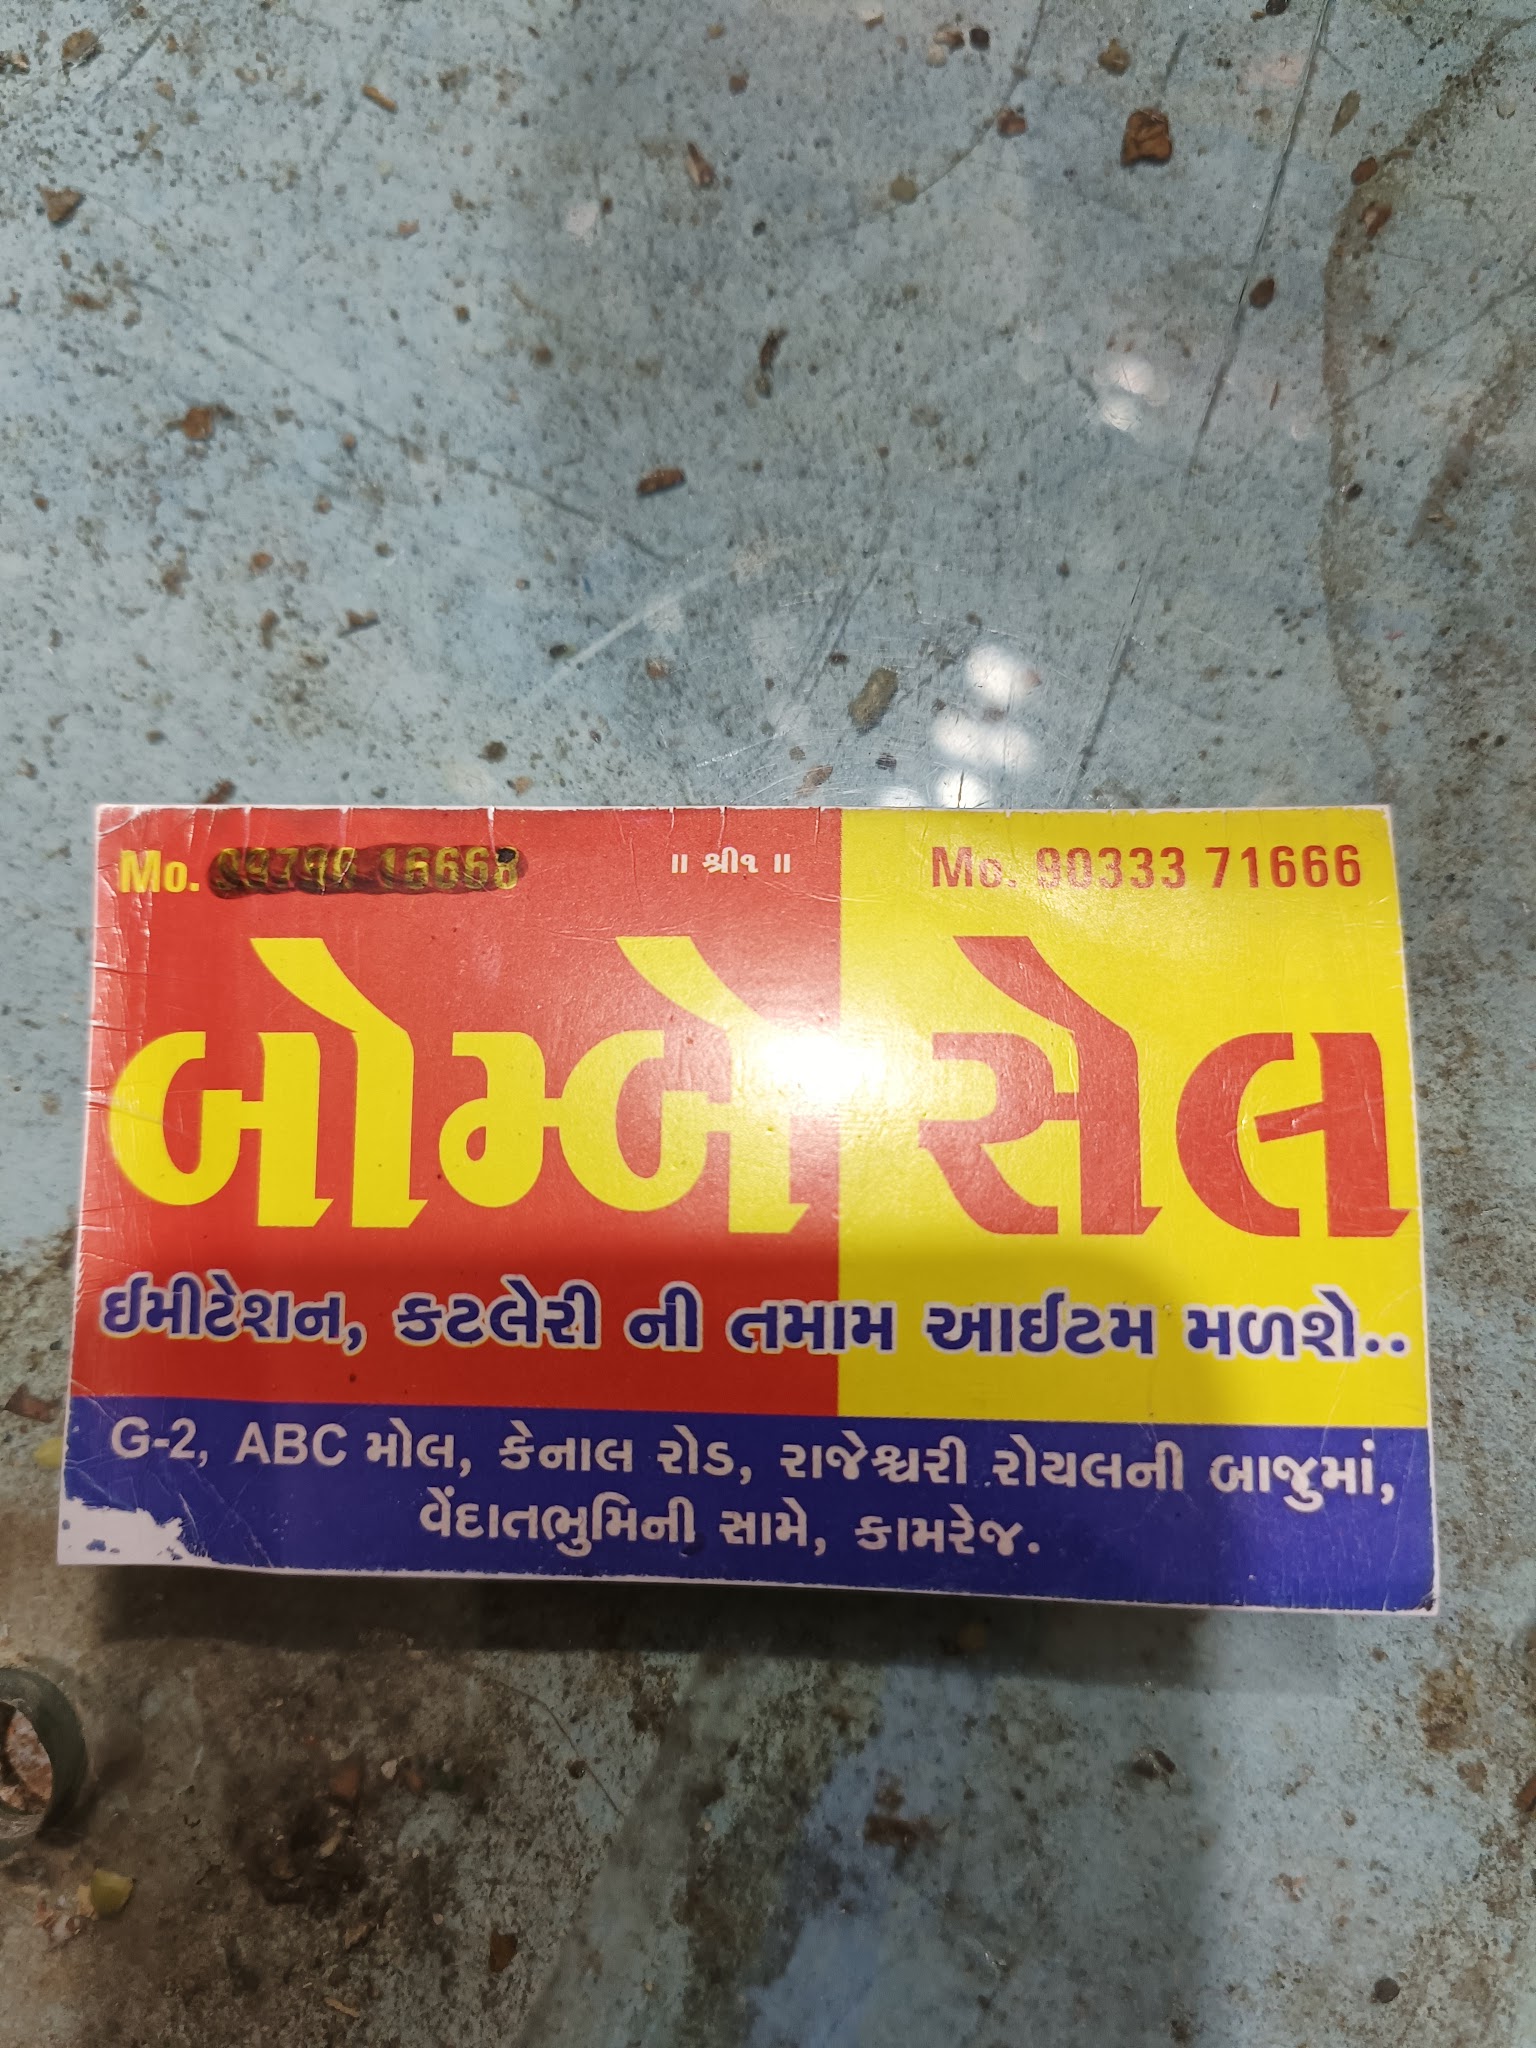 Mo.
॥ શ્રી૧ ॥
Mo. 90333 71666
બોમ્બે સેલ
ઈમીટેશન, કટલેરી ની તમામ આઈટમ મળશે..
G-2, ABC મોલ, કેનાલ રોડ, રાજેશ્વરી રોયલની બાજુમાં,
વેંદાતભુમિની સામે, કામરેજ.